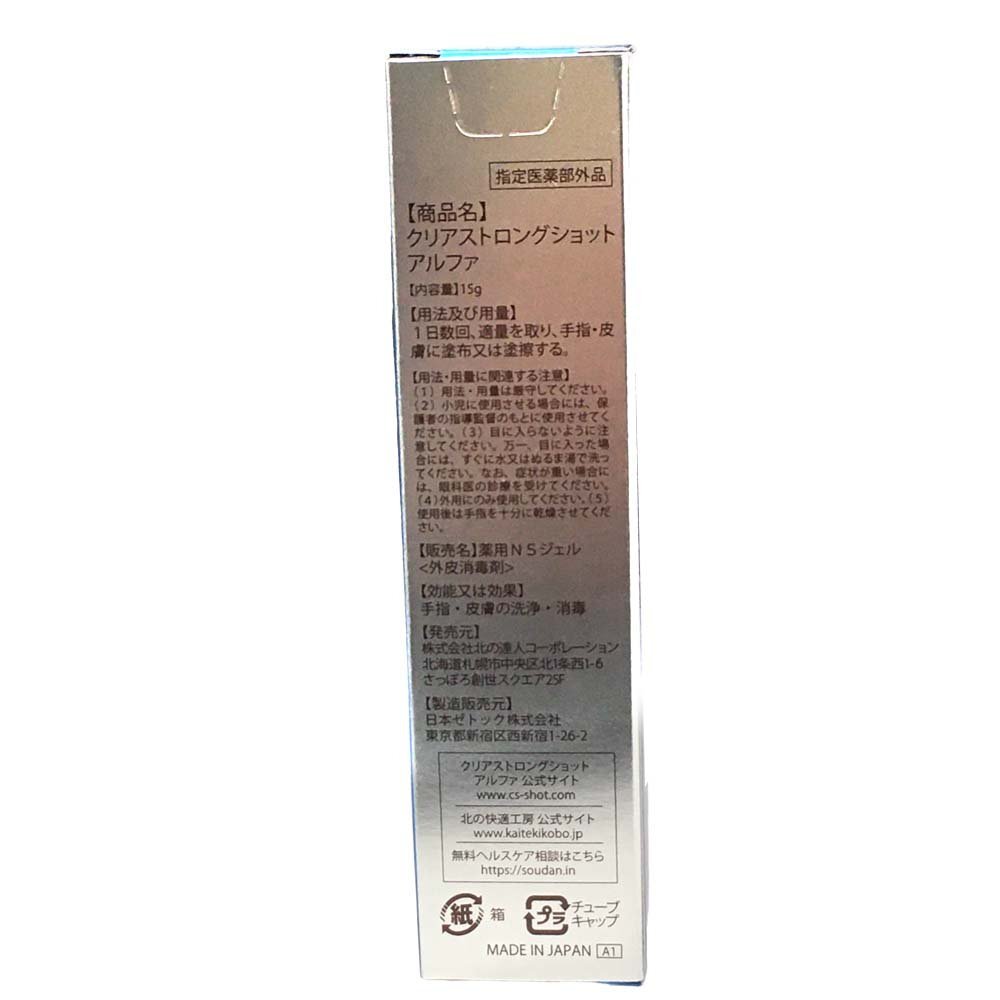 指定医薬部外品
【商品名】
クリアストロングショット
アルファ
【内容量】15g
【用法及び用量】
1日数回、適量を取り、手指・皮
膚に塗布又は塗擦する。
【用法・用量に関連する注意】
(1) 用法・用量は厳守してください。
(2) 小児に使用させる場合には、保
護者の指導監督のもとに使用させてく
ださい。(3) 目に入らないように注
意してください。万一、目に入った場
合には、すぐに水又はぬるま湯で洗っ
てください。なお、症状が重い場合に
は、眼科医の診療を受けてください。
(4)外用にのみ使用してください。(5)
使用後は手指を十分に乾燥させてくだ
さい。
【販売名】薬用NSジェル
<外皮消毒剤>
【効能又は効果】
手指・皮膚の洗浄・消毒
【発売元】
株式会社北の達人コーポレーション
北海道札幌市中央区北1条西1-6
さっぽろ創世スクエア25F
【製造販売元】
日本ゼトック株式会社
東京都新宿区西新宿1-26-2
クリアストロングショット
アルファ 公式サイト
www.cs-shot.com
北の快適工房 公式サイト
www.kaitekikobo.jp
無料ヘルスケア相談はこちら
https://soudan.in
紙 箱 プラ チューブ
キャップ
MADE IN JAPAN A1